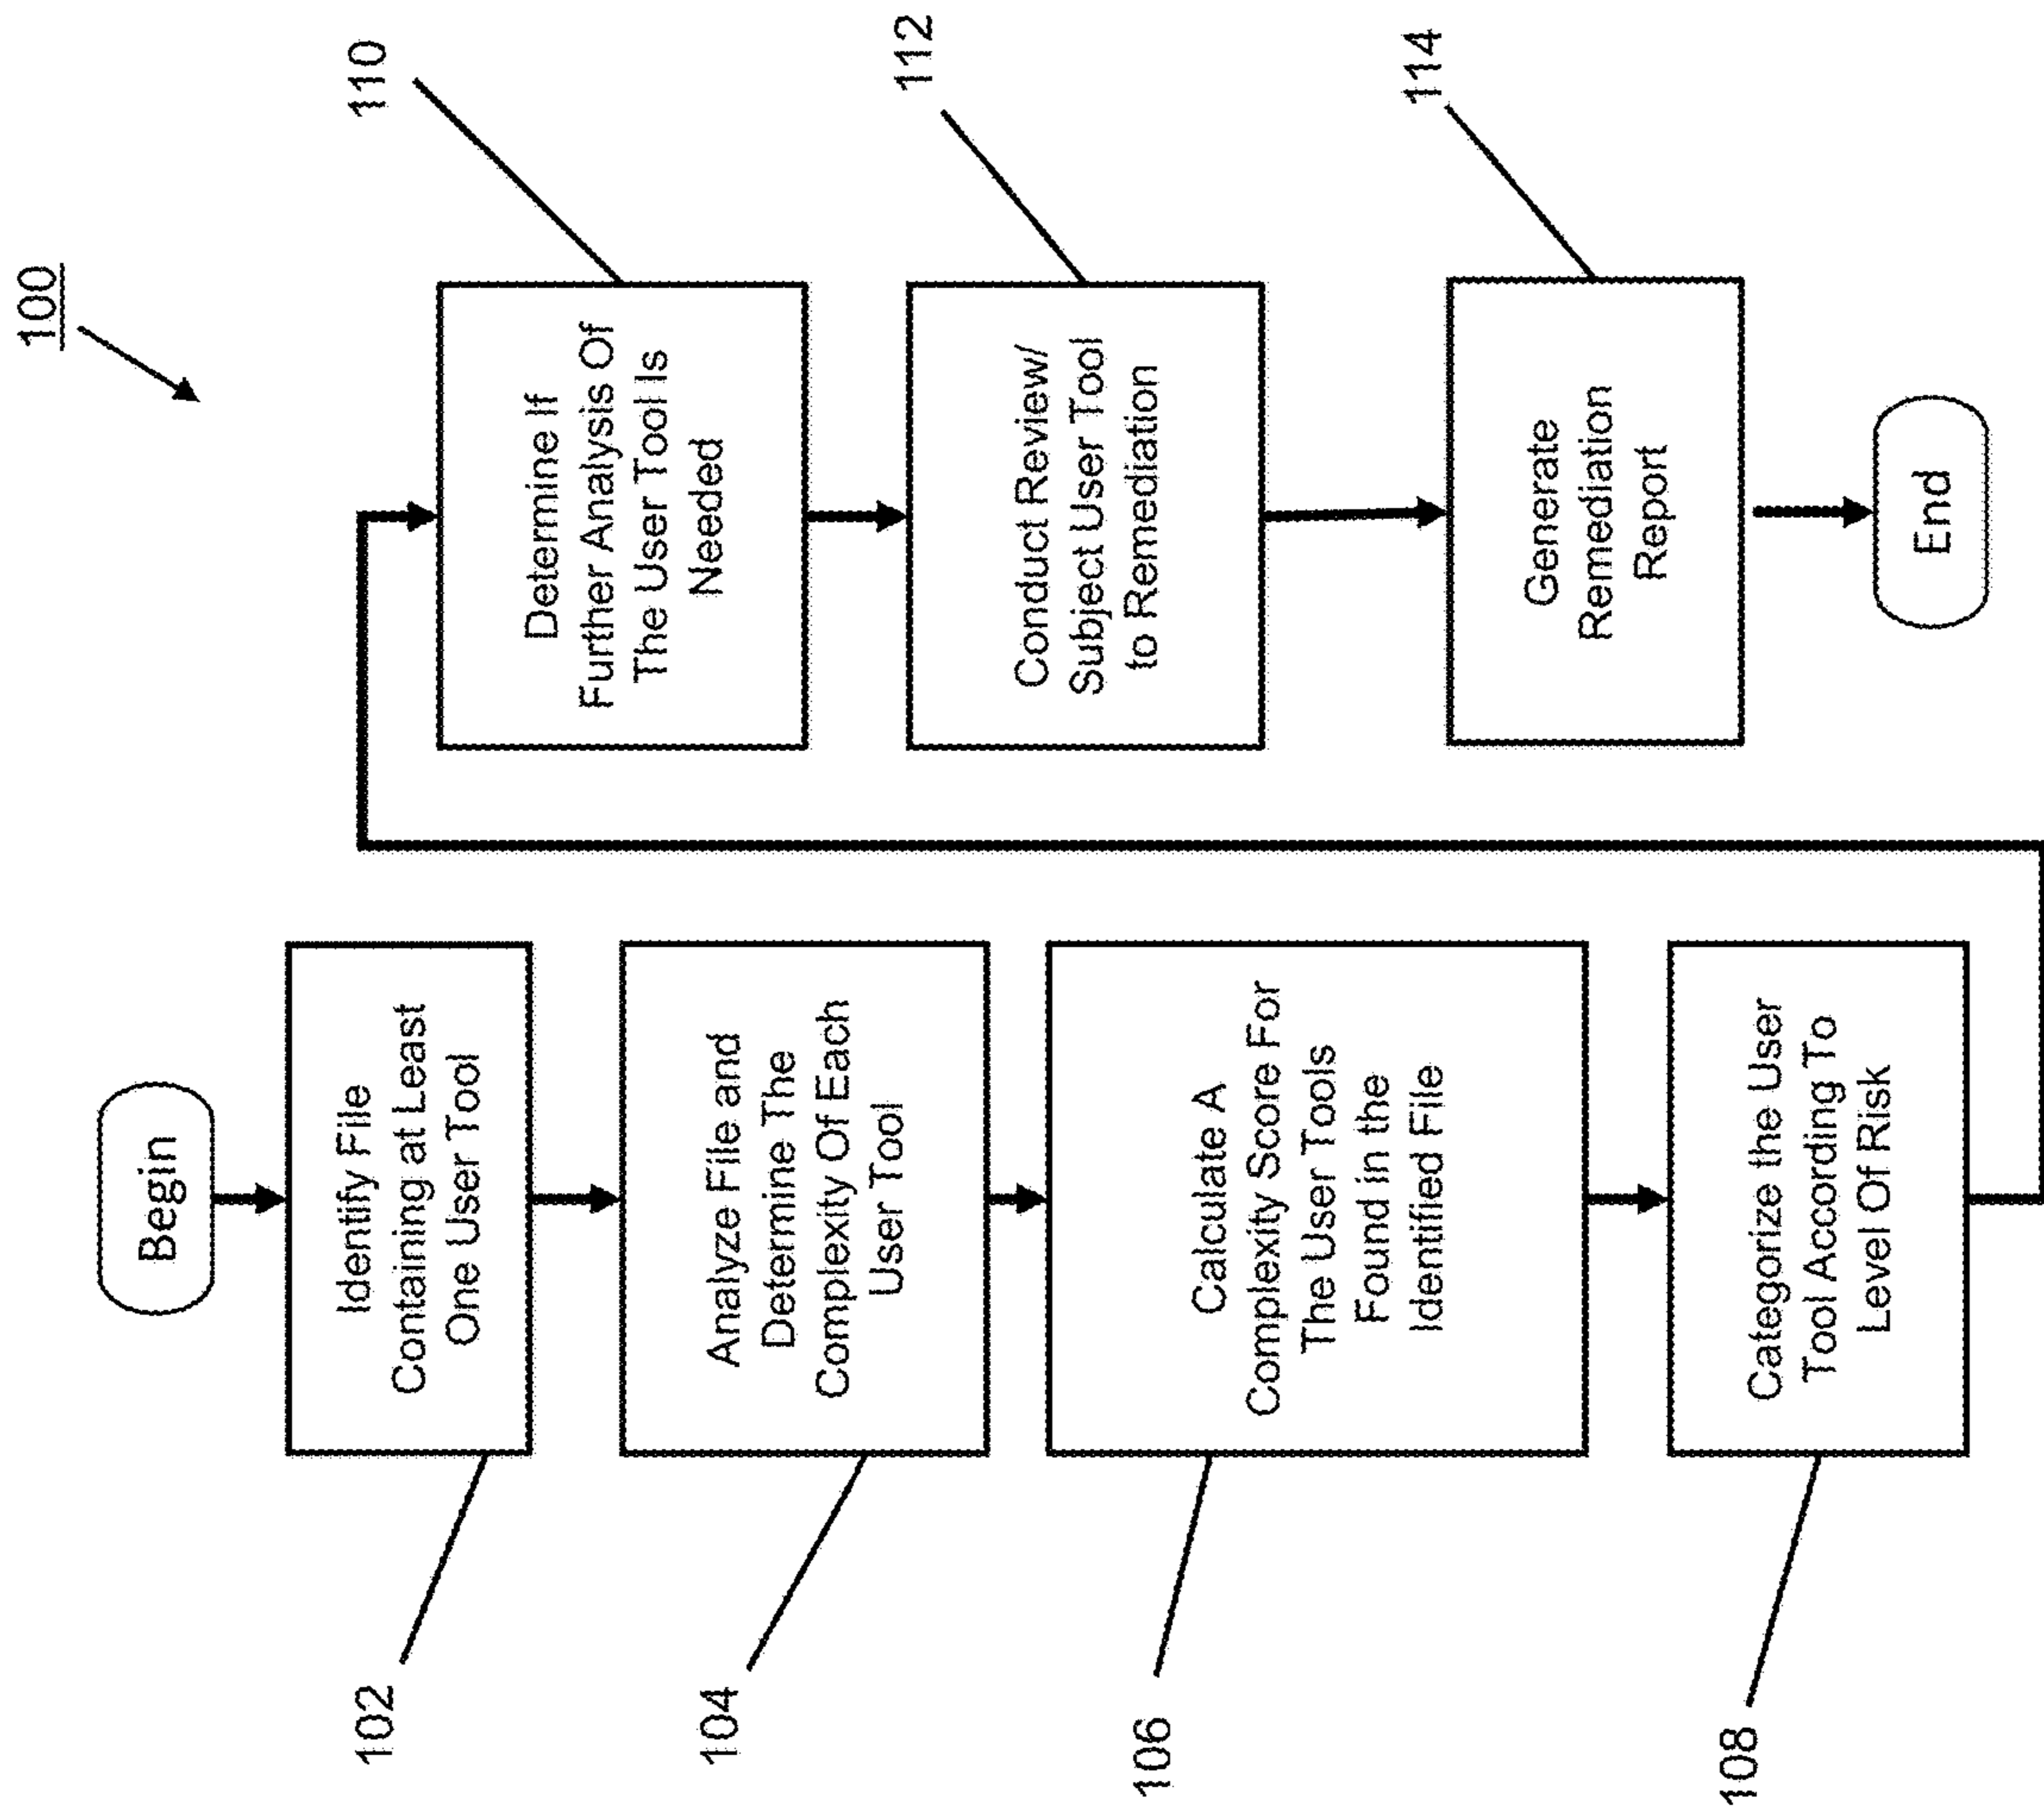 100
Begin
Identify File
Containing at Least
One User Tool
102
Analyze File and
Determine The
Complexity Of Each
User Tool
104
Calculate A
Complexity Score For
The User Tools
Found in the
Identified File
106
Categorize the User
Tool According To
Level Of Risk
108
Determine If
Further Analysis Of
The User Tool Is
Needed
110
Conduct Review/
Subject User Tool
to Remediation
112
Generate
Remediation
Report
114
End